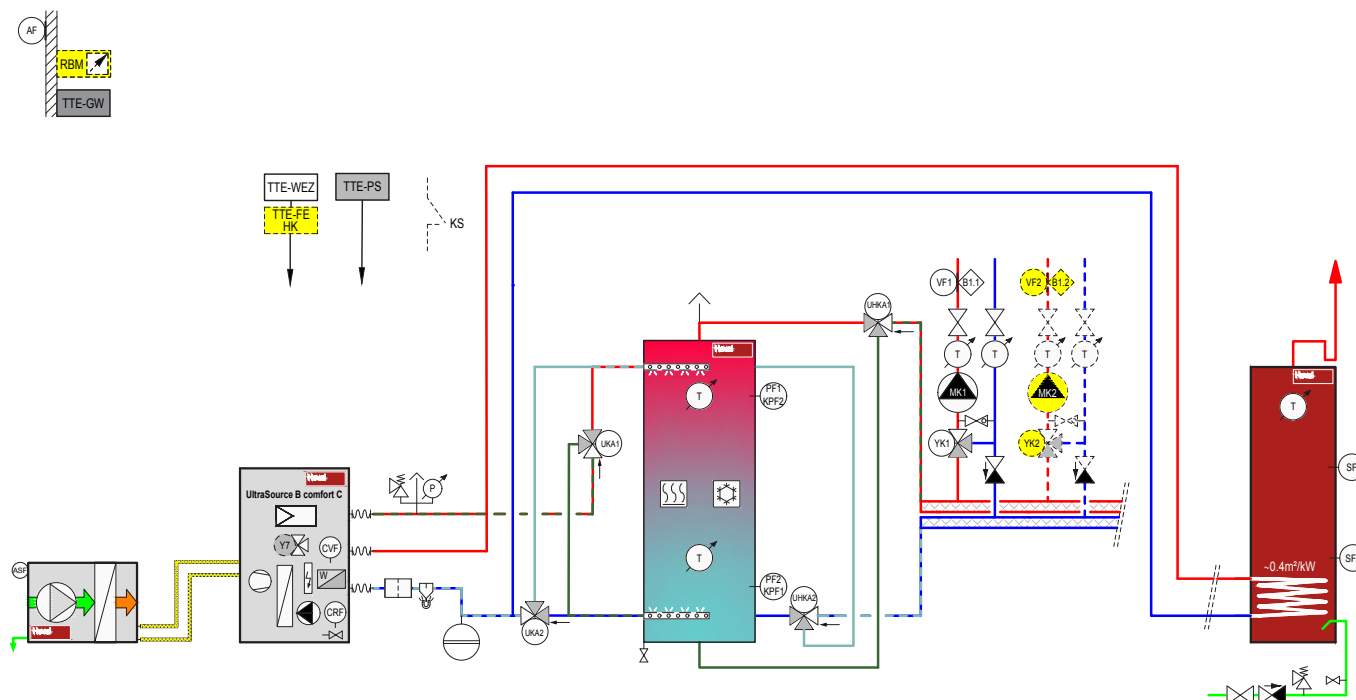 AF
RBM
TTE-GW
TTE-WEZ
TTE-PS
TTE-FE
HK
KS
VF1
B1.1
VF2
B1.2
UHKA1
T
T
T
T
PF1
KPF2
T
MK1
MK2
T
UKA1
YK1
YK2
UltraSource B comfort C
P
SF
Y7
CVF
ASF
W
T
PF2
KPF1
SF
~0.4m²/kW
UHKA2
CRF
UKA2